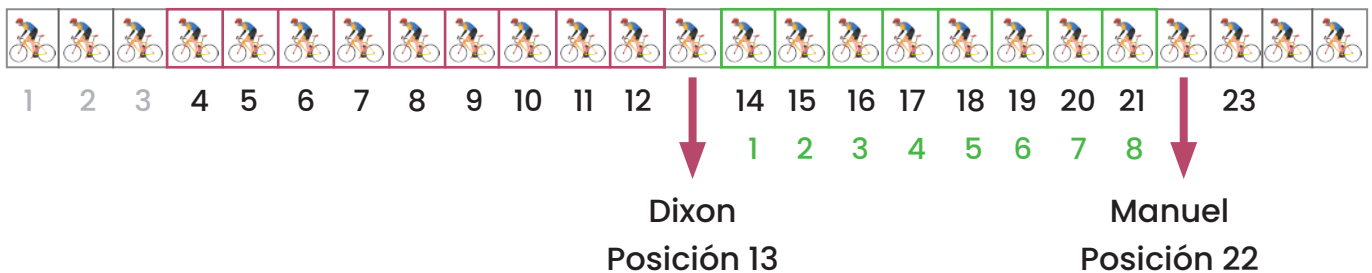 1 2 3 4 5 6 7 8 9 10 11 12 14 15 16 17 18 19 20 21 23
1 2 3 4 5 6 7 8
Dixon Manuel
Posición 13 Posición 22